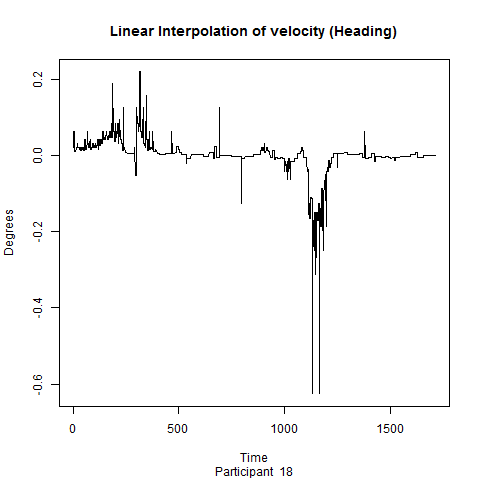 Linear Interpolation of velocity (Heading)
0.2
0.0
-0.2
-0.4
-0.6
Degrees
0 500 1000 1500
Time
Participant 18